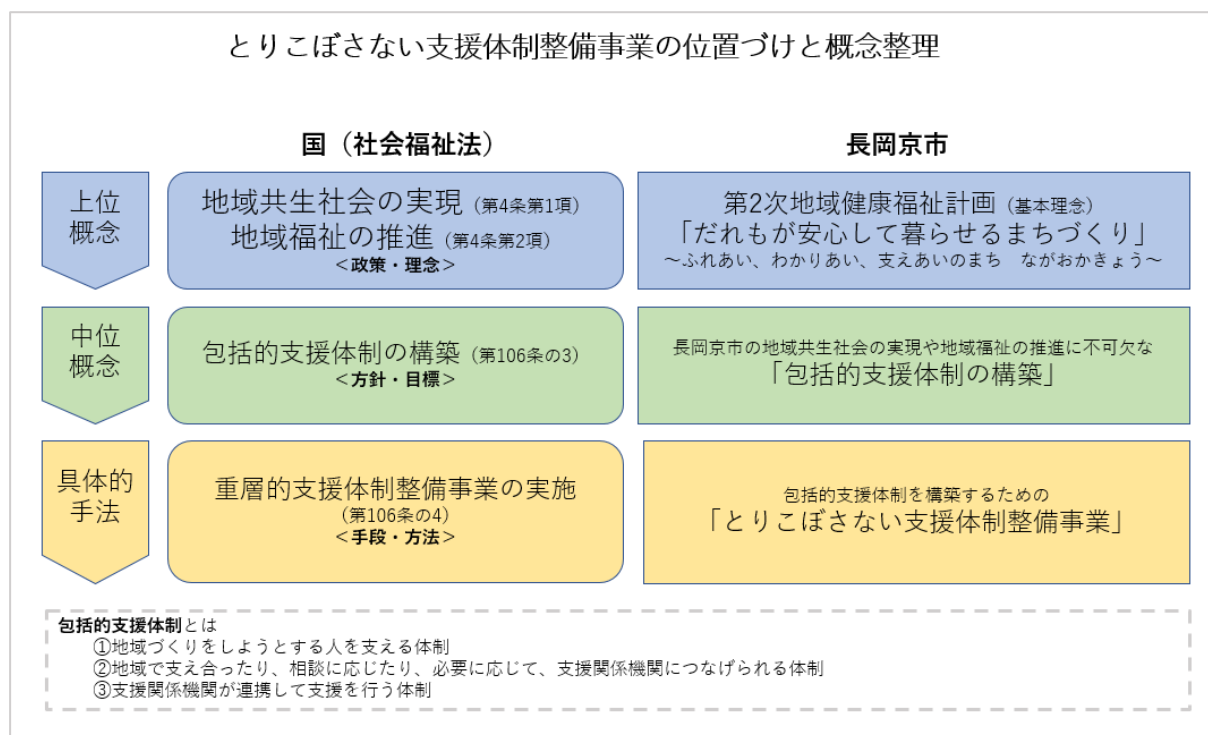 とりこぼさない支援体制整備事業の位置づけと概念整理
国（社会福祉法）
長岡京市
上位
概念
地域共生社会の実現（第4条第1項）
地域福祉の推進（第4条第2項）
＜政策・理念＞
第2次地域健康福祉計画（基本理念）
「だれもが安心して暮らせるまちづくり」
～ふれあい、わかりあい、支えあいのまち　ながおかきょう～
中位
概念
包括的支援体制の構築（第106条の3）
＜方針・目標＞
長岡京市の地域共生社会の実現や地域福祉の推進に不可欠な
「包括的支援体制の構築」
具体的
手法
重層的支援体制整備事業の実施
（第106条の4）
＜手段・方法＞
包括的支援体制を構築するための
「とりこぼさない支援体制整備事業」
包括的支援体制とは
①地域づくりをしようとする人を支える体制
②地域で支え合ったり、相談に応じたり、必要に応じて、支援関係機関につなげられる体制
③支援関係機関が連携して支援を行う体制